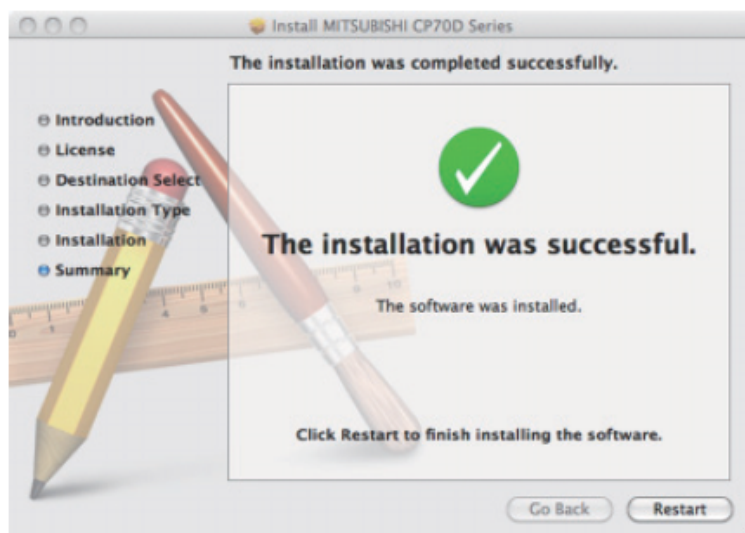 Install MITSUBISHI CP70D Series
The installation was completed successfully.
Introduction
License
Destination Select
Installation Type
Installation
Summary
The installation was successful.
The software was installed.
Click Restart to finish installing the software.
Go Back
Restart